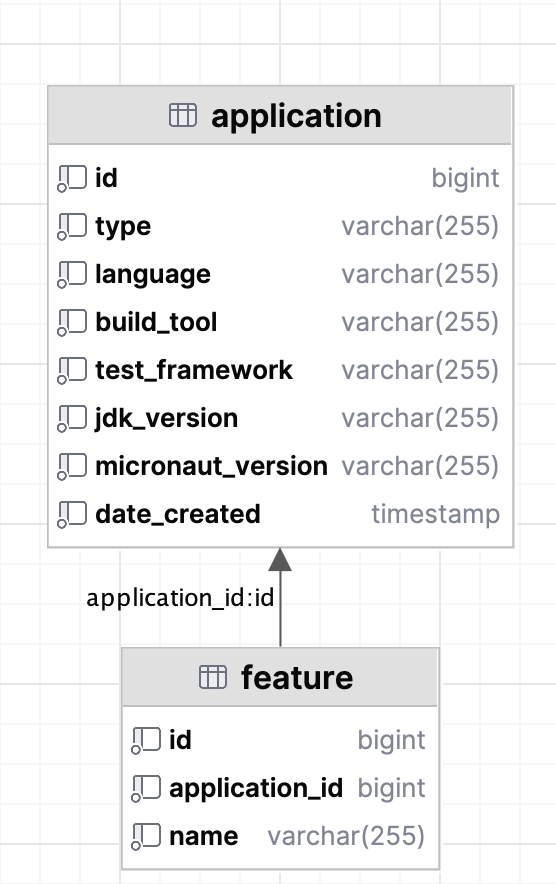 application
id bigint
type varchar(255)
language varchar(255)
build_tool varchar(255)
test_framework varchar(255)
jdk_version varchar(255)
micronaut_version varchar(255)
date_created timestamp
application_id:id
feature
id bigint
application_id bigint
name varchar(255)